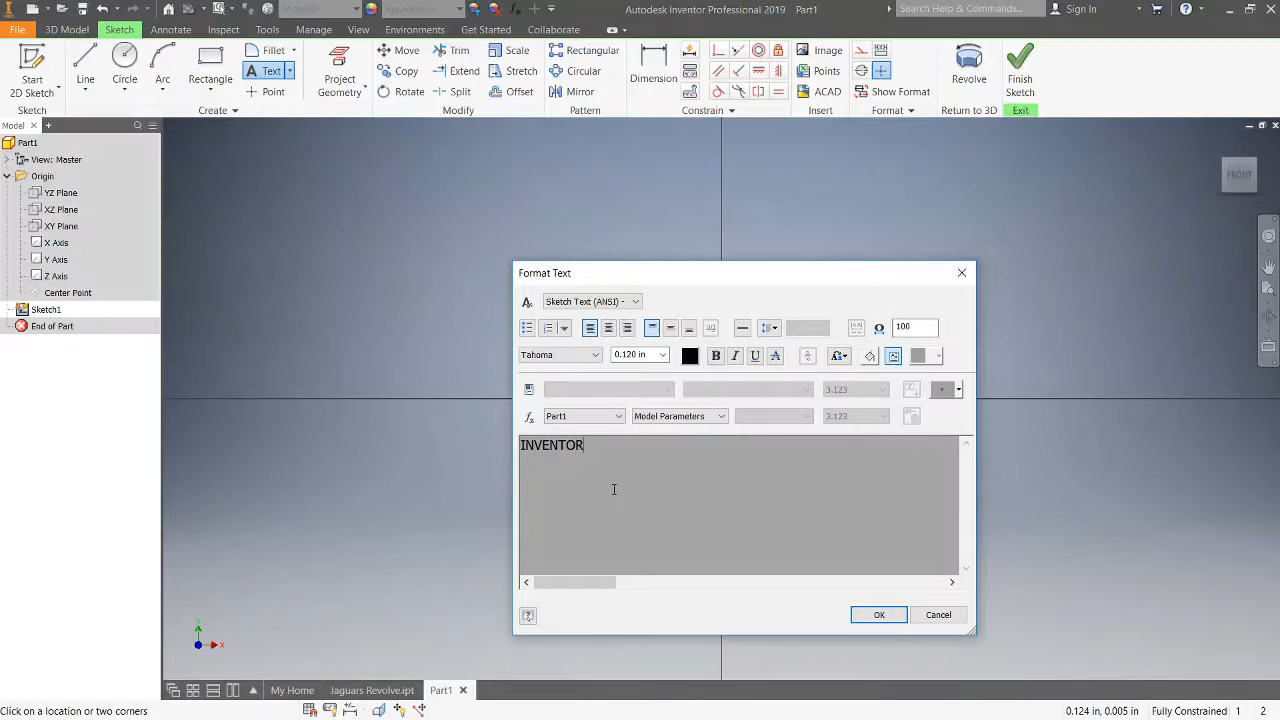 Material
Appearance
Autodesk Inventor Professional 2019 Part1
Search Help & Commands...
Sign In
File
3D Model
Sketch
Annotate
Inspect
Tools
Manage
View
Environments
Get Started
Collaborate
Start
2D Sketch
Line
Circle
Arc
Rectangle
Fillet
Text
Point
Project
Geometry
Move
Copy
Rotate
Trim
Extend
Split
Scale
Stretch
Offset
Rectangular
Circular
Mirror
Dimension
Image
Points
ACAD
Show Format
Revolve
Finish
Sketch
Sketch
Create
Modify
Pattern
Constrain
Insert
Format
Return to 3D
Exit
Model
Part1
View: Master
Origin
YZ Plane
XZ Plane
XY Plane
X Axis
Y Axis
Z Axis
Center Point
Sketch1
End of Part
FRONT
Format Text
Sketch Text (ANSI) -
100
Tahoma
0.120 in
B I U A
3.123
Part1
Model Parameters
3.123
INVENTOR
OK
Cancel
X
My Home
Jaguars Revolve.ipt
Part1
Click on a location or two corners
0.124 in, 0.005 in
Fully Constrained
1
2